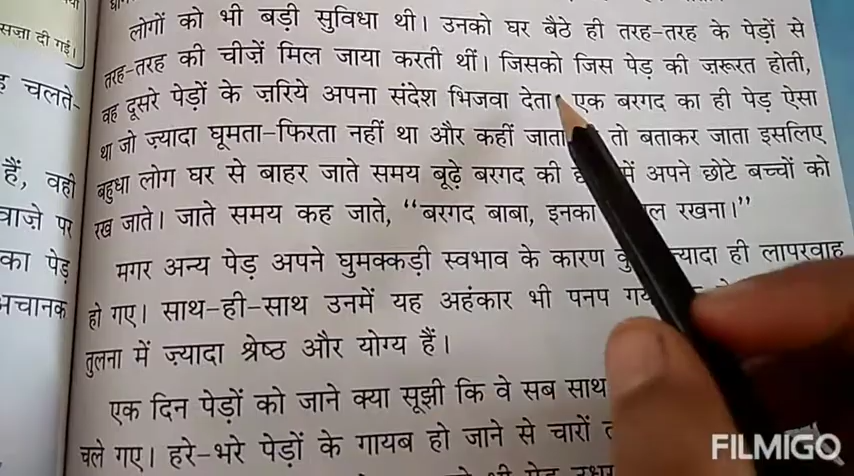 सज़ा दी गई।
चलते-
हैं, वही
पर
का पेड़
अचानक
लोगों को भी बड़ी सुविधा थी। उनको घर बैठे ही तरह-तरह के पेड़ों से
तरह-तरह की चीज़ें मिल जाया करती थीं। जिसको जिस पेड़ की ज़रूरत होती,
वह दूसरे पेड़ों के ज़रिये अपना संदेश भिजवा देता एक बरगद का ही पेड़ ऐसा
था जो ज़्यादा घूमता-फिरता नहीं था और कहीं जाता तो बताकर जाता इसलिए
बहुधा लोग घर से बाहर जाते समय बूढ़े बरगद की में अपने छोटे बच्चों को
रख जाते। जाते समय कह जाते, “बरगद बाबा, इनका रखना।”
मगर अन्य पेड़ अपने घुमक्कड़ी स्वभाव के कारण ही लापरवाह
हो गए। साथ-ही-साथ उनमें यह अहंकार भी पनप
तुलना में ज़्यादा श्रेष्ठ और योग्य हैं।
एक दिन पेड़ों को जाने क्या सूझी कि वे सब साथ
चले गए। हरे-भरे पेड़ों के गायब हो जाने से चारों
FILMIGO